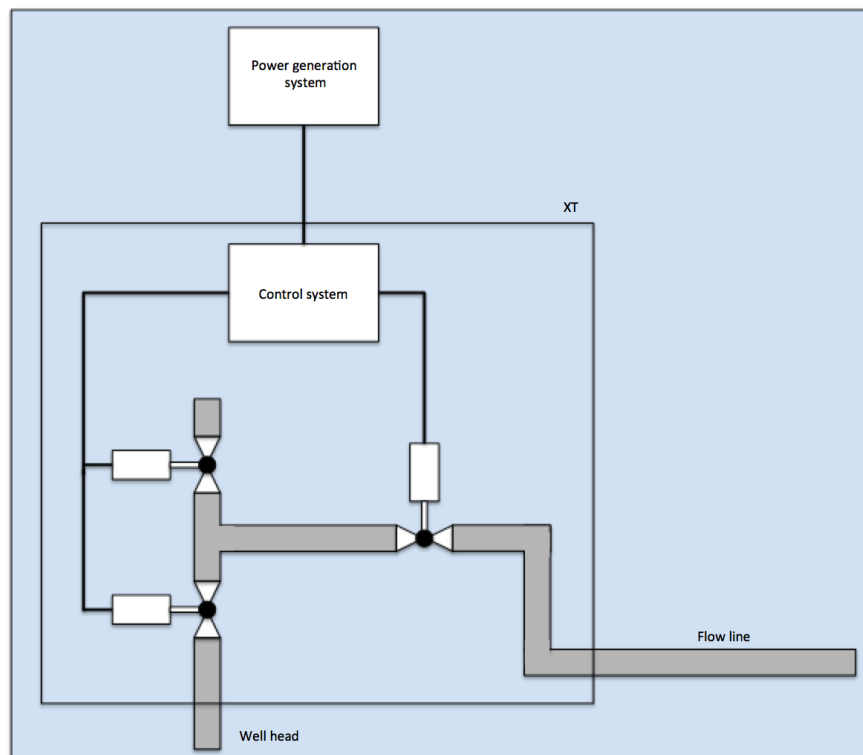 Power generation
system
XT
Control system
Flow line
Well head